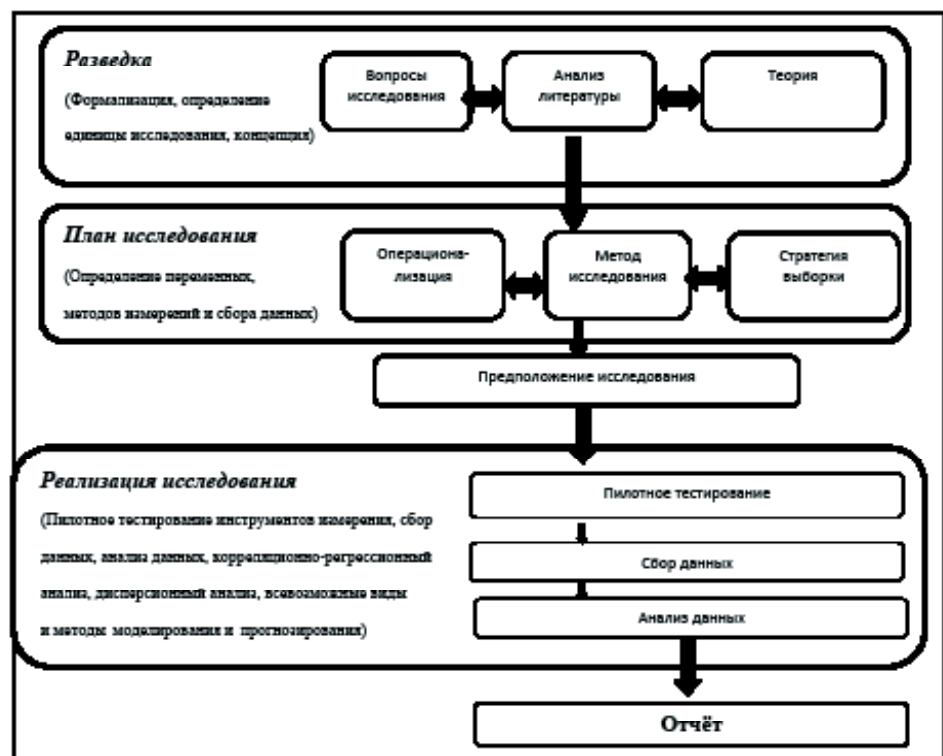 Разведка
(Формализация, определение
единицы исследования, концепция)
Вопросы
исследования
Анализ
литературы
Теория
План исследования
(Определение переменных,
методов измерений и сбора данных)
Операциона-
лизация
Метод
исследования
Стратегия
выборки
Предположение исследования
Реализация исследования
(Пилотное тестирование инструментов измерения, сбор
данных, анализ данных, корреляционно-регрессионный
анализ, дисперсионный анализ, всевозможные виды
и методы моделирования и прогнозирования)
Пилотное тестирование
Сбор данных
Анализ данных
Отчёт